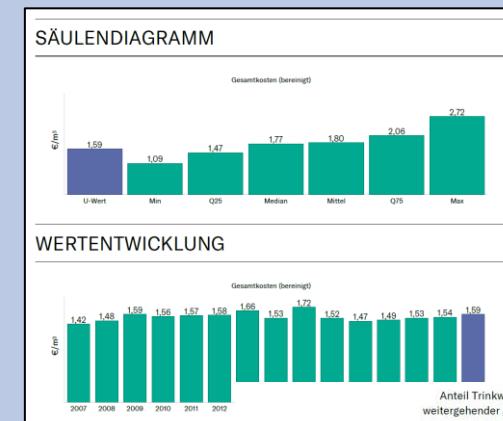 SÄULENDIAGRAMM
Gesamtkosten (bereinigt)
€/m³
1,59 1,09 1,47 1,77 1,80 2,06 2,72
U-Wert Min Q25 Median Mittel Q75 Max
WERTENTWICKLUNG
Gesamtkosten (bereinigt)
€/m³
1,42 1,48 1,59 1,56 1,57 1,58 1,66 1,53 1,72 1,52 1,47 1,49 1,53 1,54 1,59
2007 2008 2009 2010 2011 2012
Anteil Trinkw
weitergehender